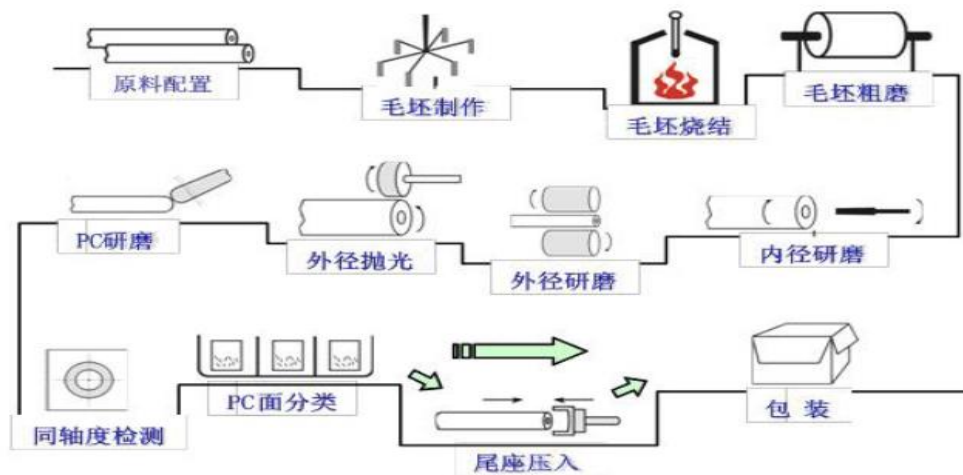 原料配置
毛坯制作
毛坯烧结
毛坯粗磨
PC研磨
外径抛光
外径研磨
内径研磨
同轴度检测
PC面分类
尾座压入
包装